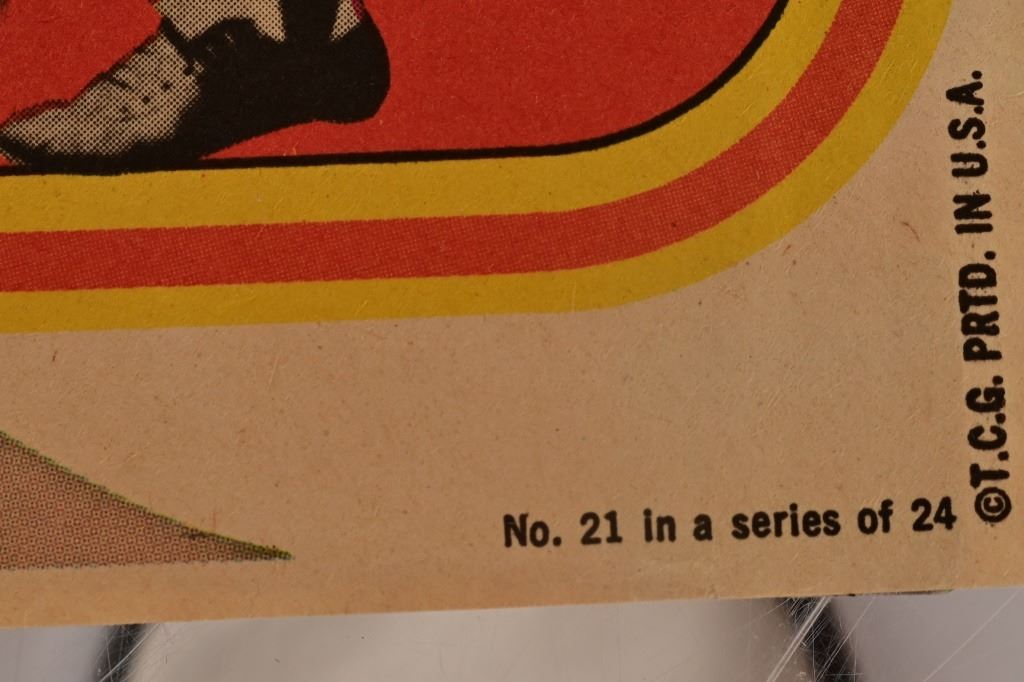 No. 21 in a series of 24
©T.C.G. PRTD. IN U.S.A.